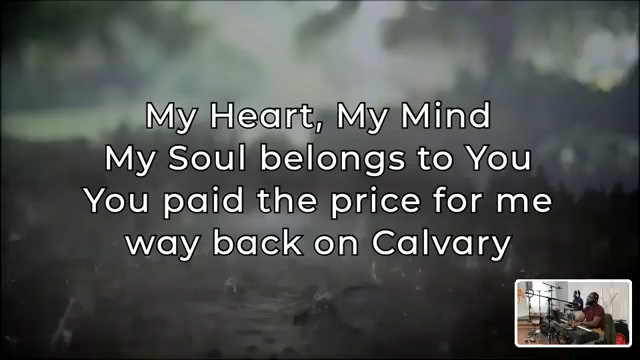 My Heart, My Mind
My Soul belongs to You
You paid the price for me
way back on Calvary